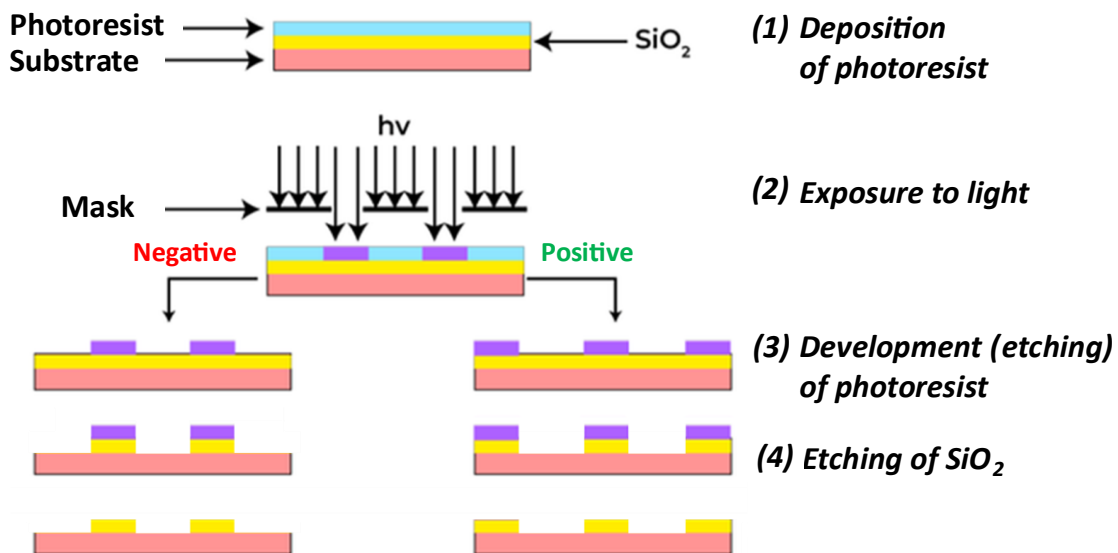 Photoresist
Substrate
SiO₂
(1) Deposition
of photoresist
hv
Mask
(2) Exposure to light
Negative
Positive
(3) Development (etching)
of photoresist
(4) Etching of SiO₂